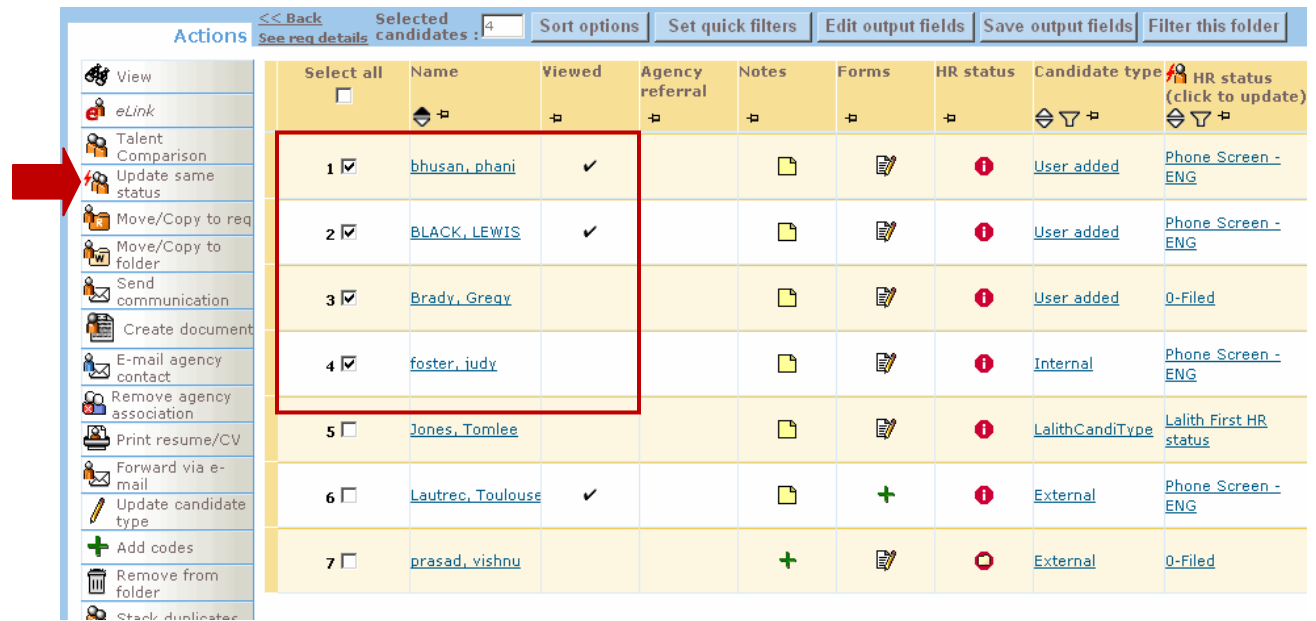 Actions
<< Back
See req details
Selected
candidates :
4
Sort options
Set quick filters
Edit output fields
Save output fields
Filter this folder
View
eLink
Talent
Comparison
Update same
status
Move/Copy to req
Move/Copy to
folder
Send
communication
Create document
E-mail agency
contact
Remove agency
association
Print resume/CV
Forward via e-
mail
Update candidate
type
Add codes
Remove from
folder
Stack duplicates
Select all
Name
Viewed
Agency
referral
Notes
Forms
HR status
Candidate type
HR status
(click to update)
1 bhusan, phani User added Phone Screen -
ENG
2 BLACK, LEWIS User added Phone Screen -
ENG
3 Brady, Gregy User added 0-Filed
4 foster, judy Internal Phone Screen -
ENG
5 Jones, Tomlee LalithCandiType Lalith First HR
status
6 Lautrec, Toulouse External Phone Screen -
ENG
7 prasad, vishnu External 0-Filed